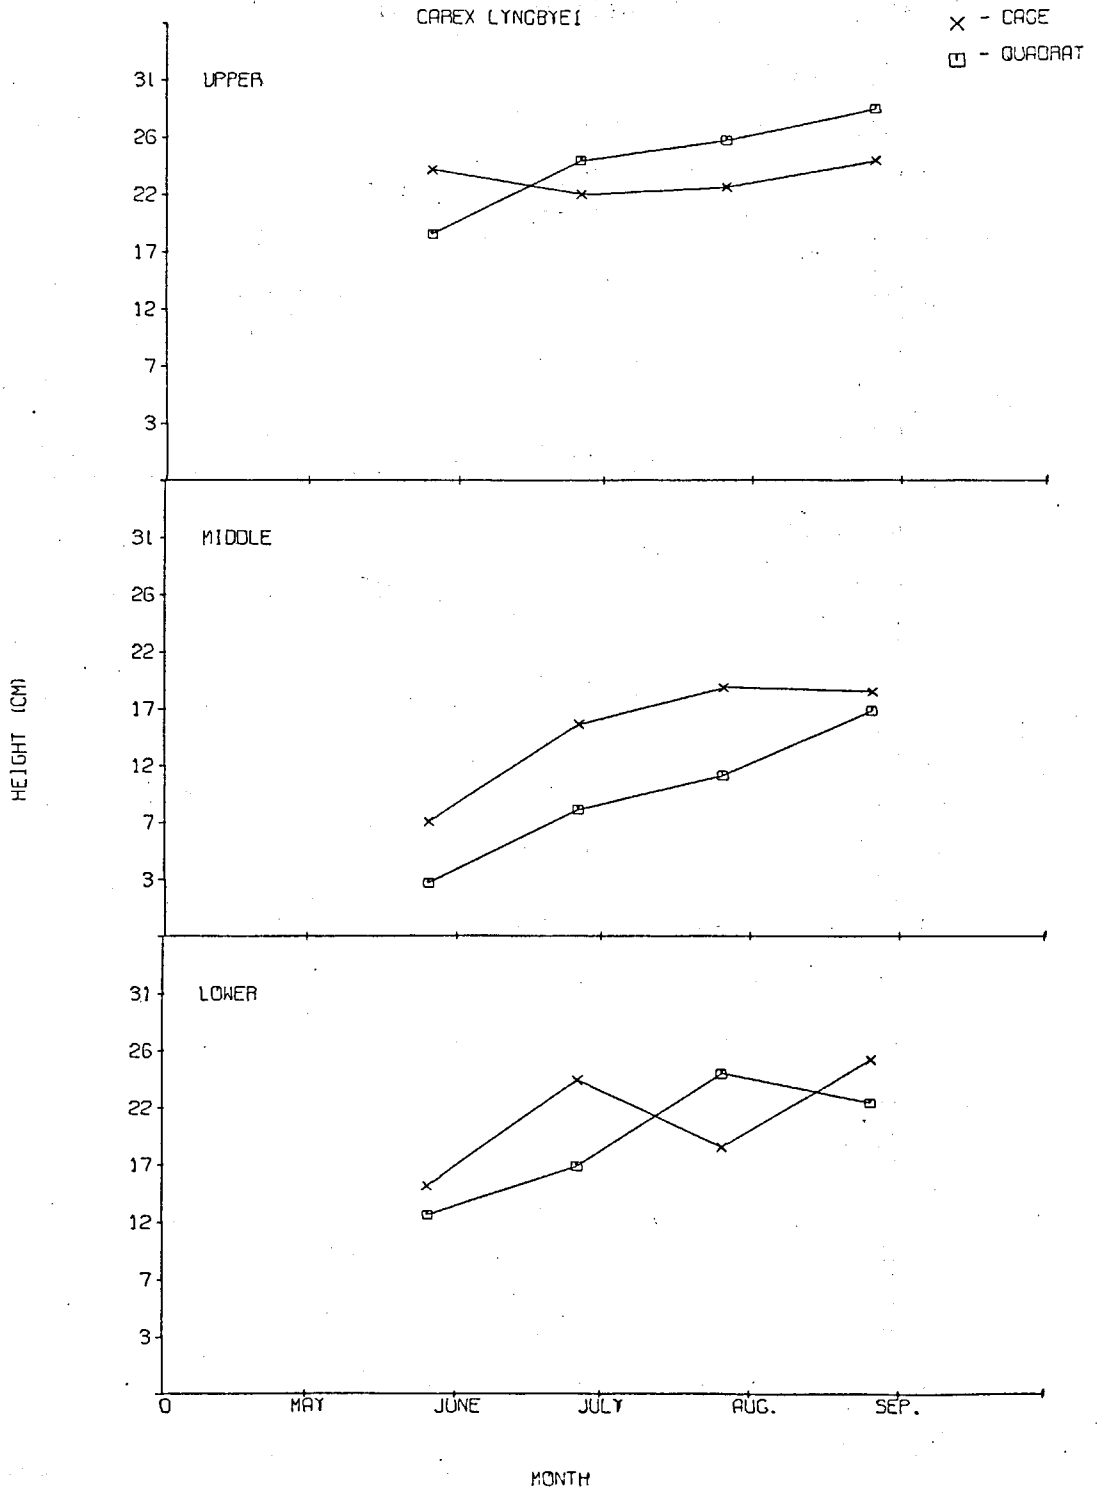 CAREX LYNGBYEI
× - CAGE
□ - QUADRAT
UPPER
31
26
22
17
12
7
3
MIDDLE
31
26
22
17
12
7
3
HEIGHT (CM)
LOWER
31
26
22
17
12
7
3
0 MAY JUNE JULY AUG. SEP.
MONTH